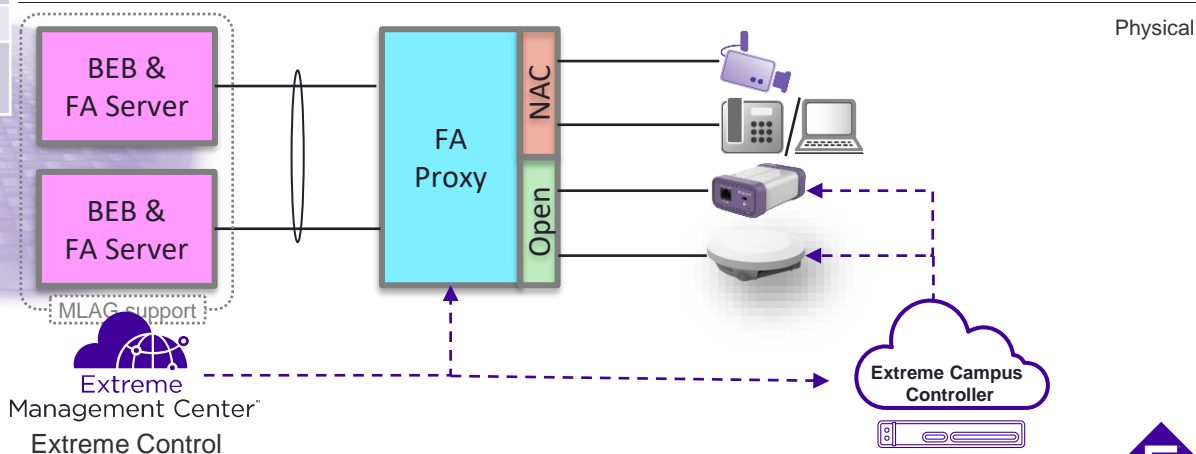 Physical
BEB &
FA Server
BEB &
FA Server
MLAG support
FA
Proxy
NAC
Open
Extreme
Management Center™
Extreme Control
Extreme Campus
Controller